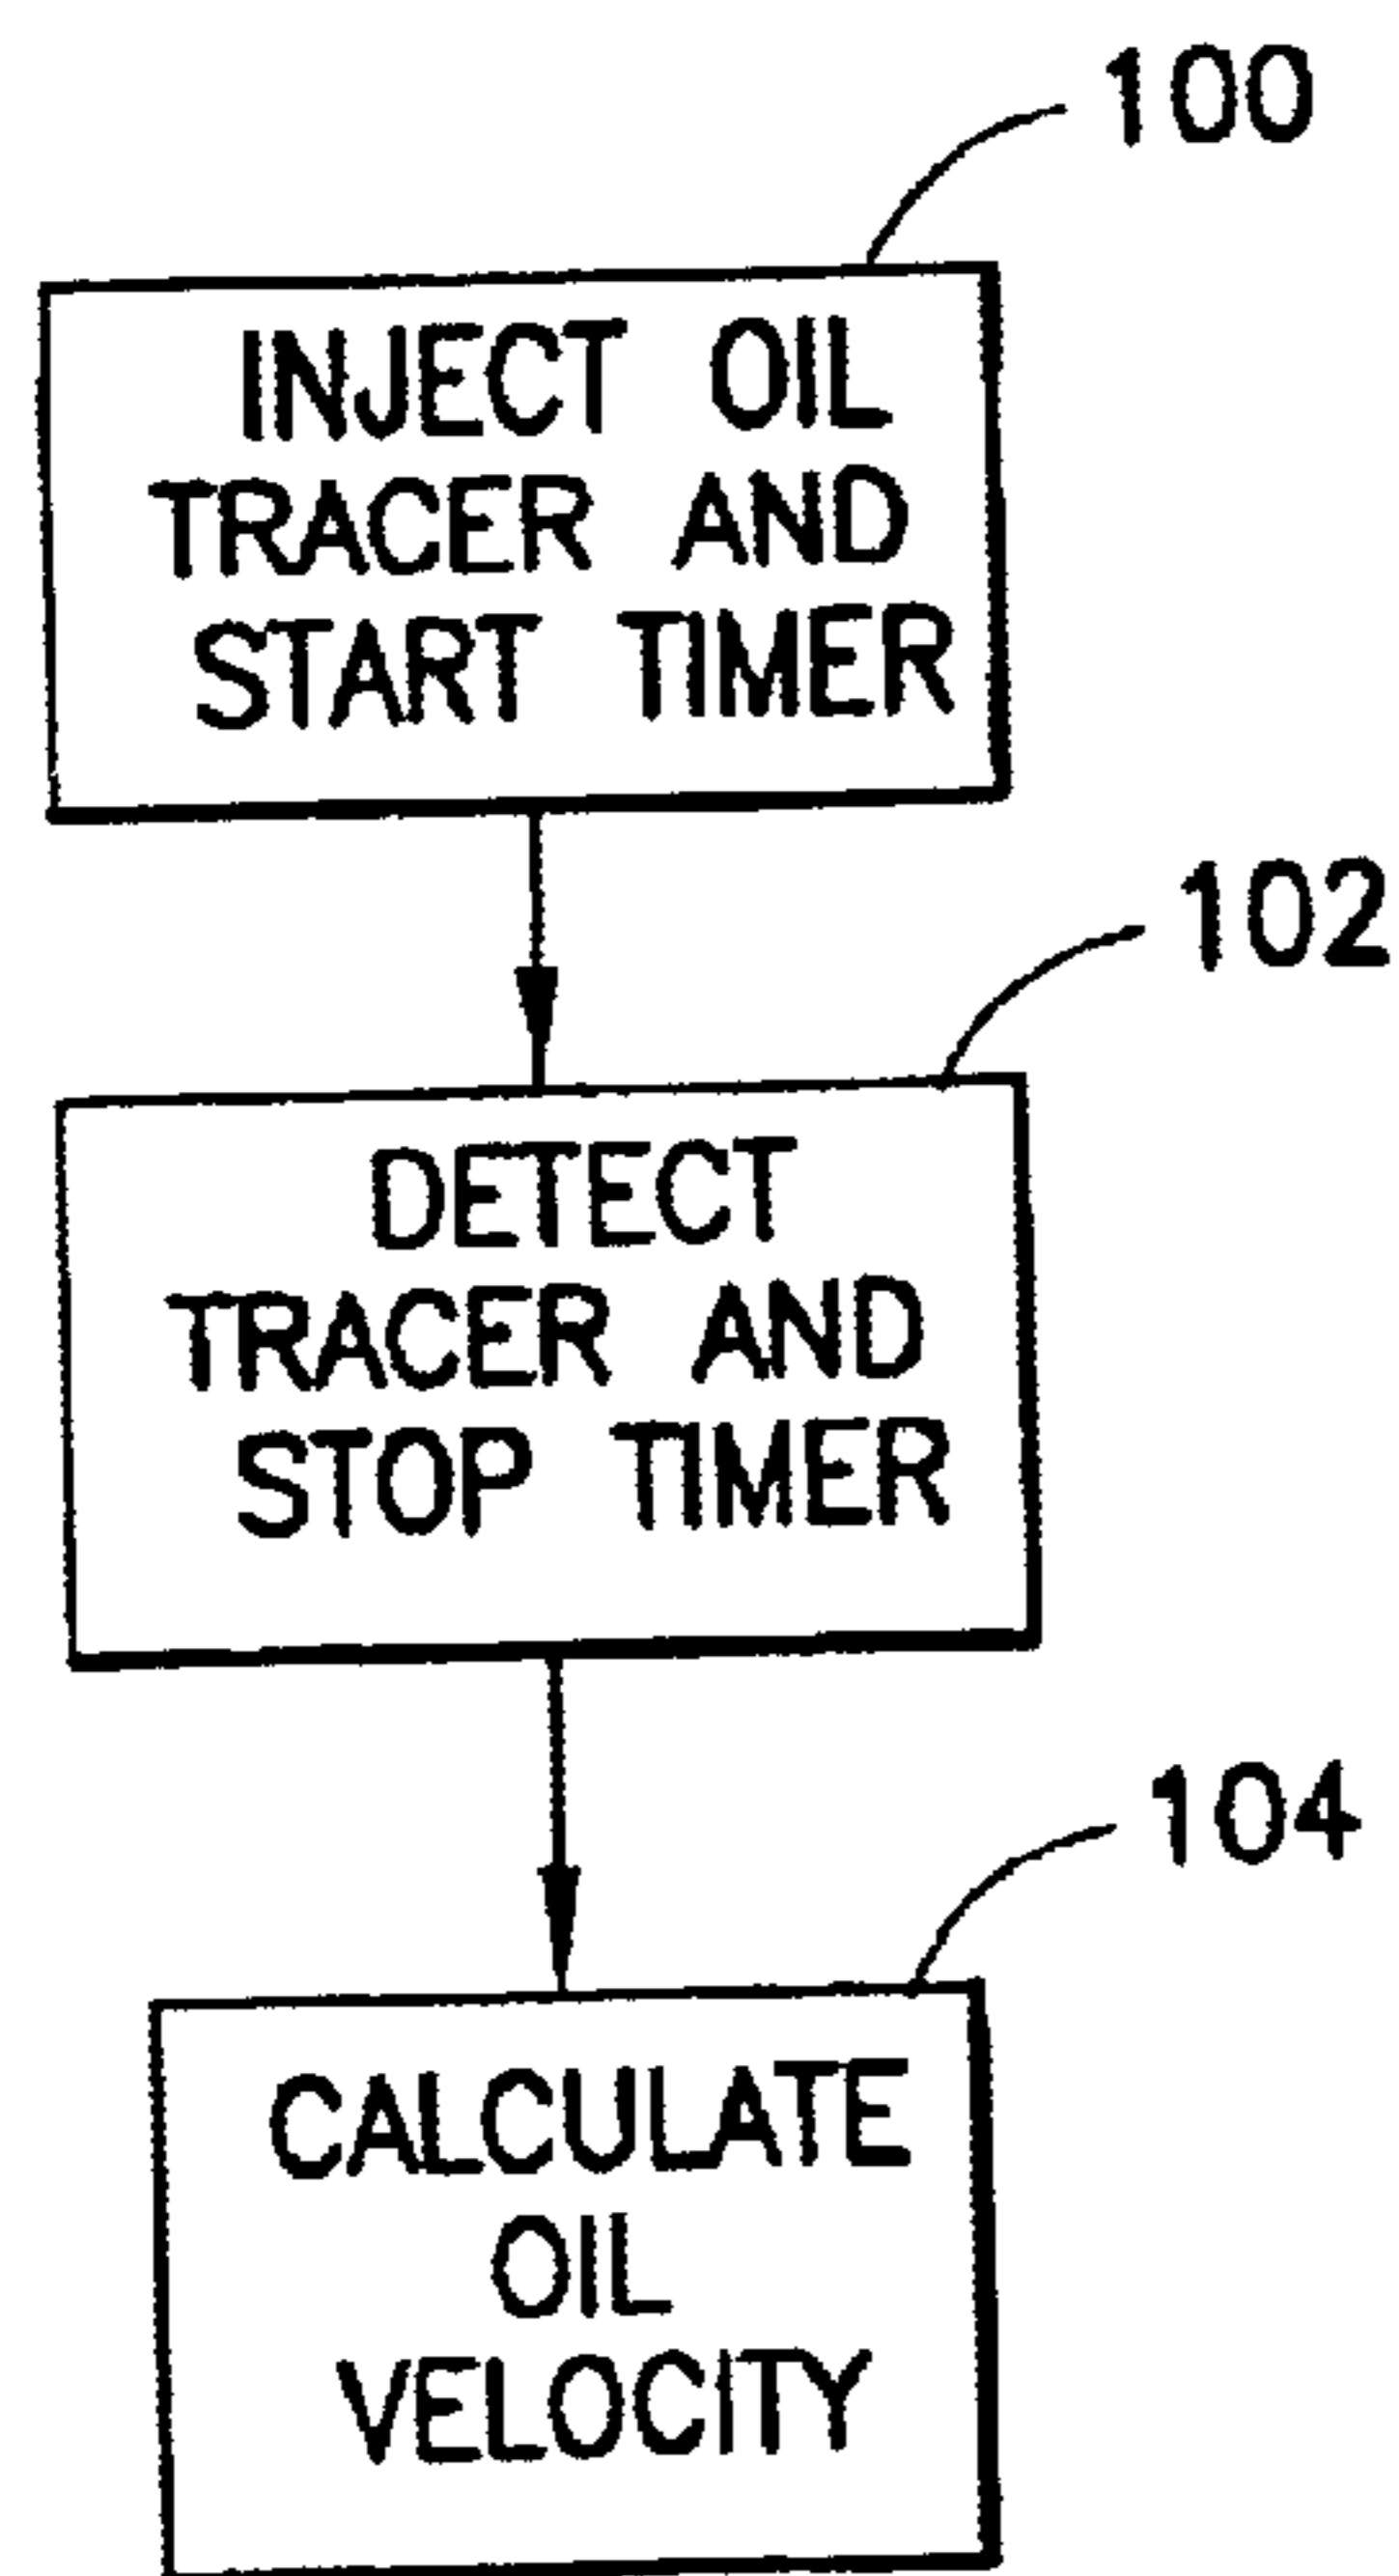 100
INJECT OIL
TRACER AND
START TIMER
102
DETECT
TRACER AND
STOP TIMER
104
CALCULATE
OIL
VELOCITY